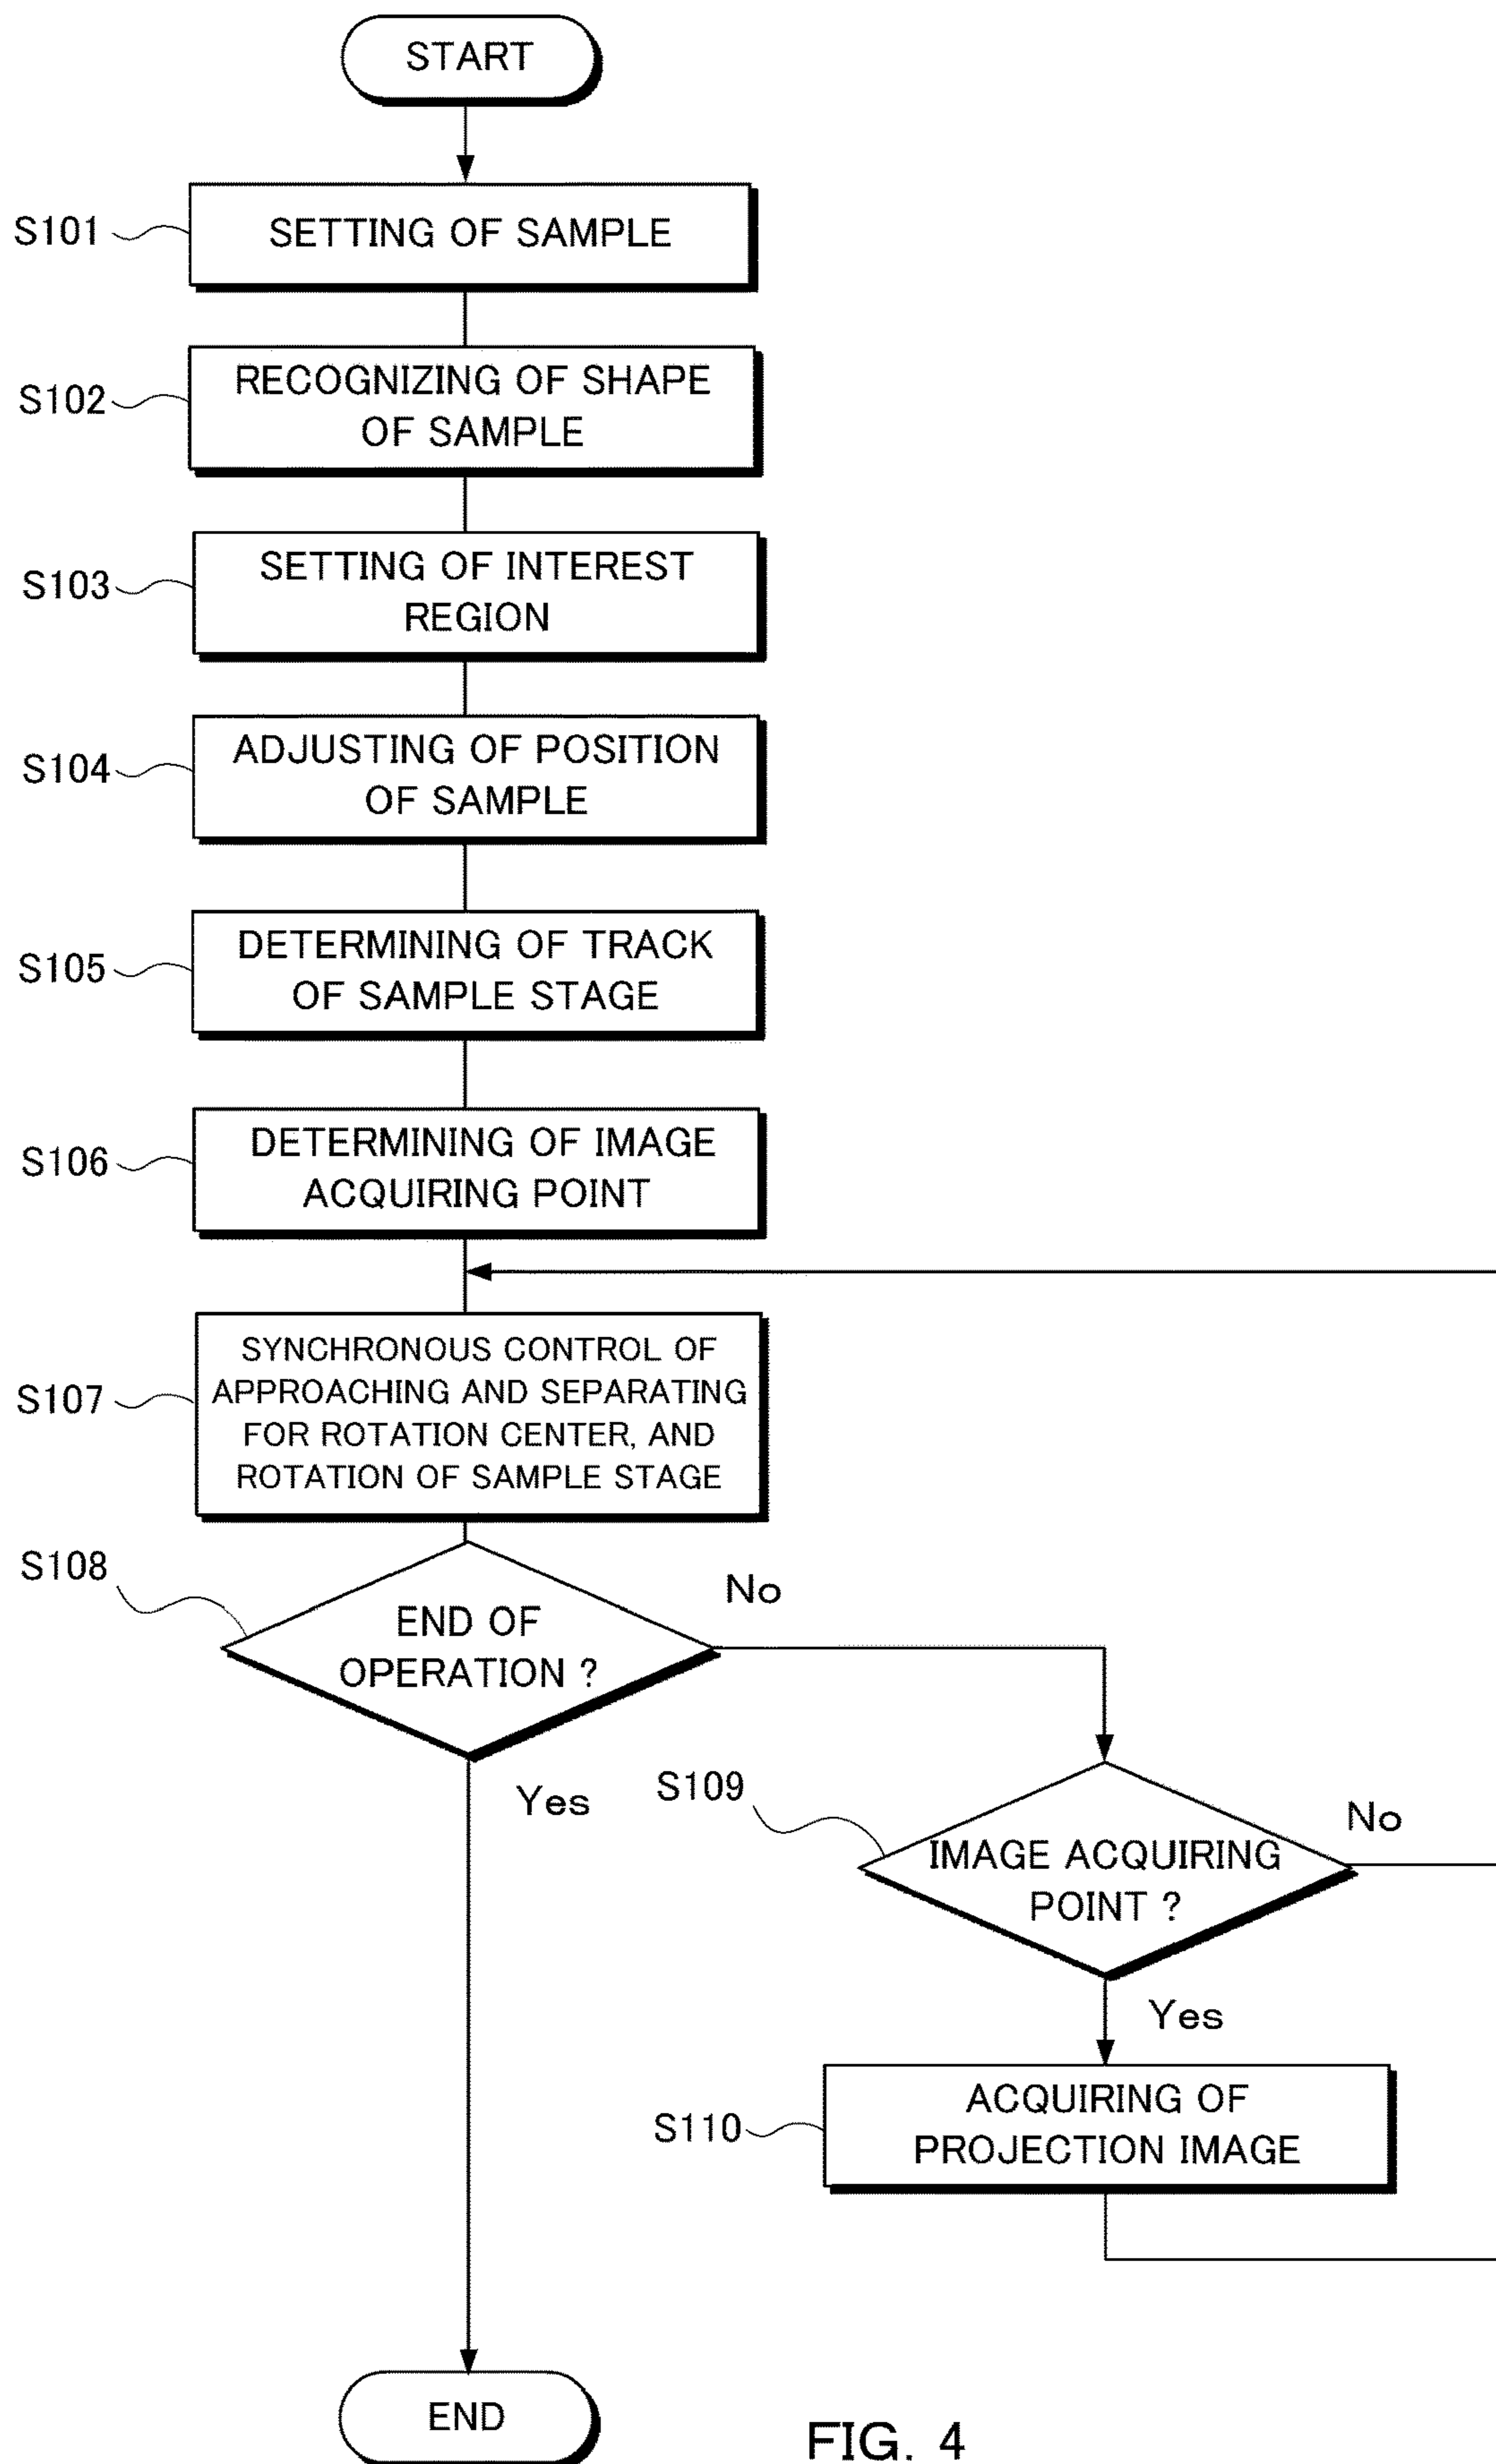 START
S101
SETTING OF SAMPLE
S102
RECOGNIZING OF SHAPE
OF SAMPLE
S103
SETTING OF INTEREST
REGION
S104
ADJUSTING OF POSITION
OF SAMPLE
S105
DETERMINING OF TRACK
OF SAMPLE STAGE
S106
DETERMINING OF IMAGE
ACQUIRING POINT
S107
SYNCHRONOUS CONTROL OF
APPROACHING AND SEPARATING
FOR ROTATION CENTER, AND
ROTATION OF SAMPLE STAGE
S108
END OF
OPERATION ?
No
Yes
S109
IMAGE ACQUIRING
POINT ?
No
Yes
S110
ACQUIRING OF
PROJECTION IMAGE
END
FIG. 4